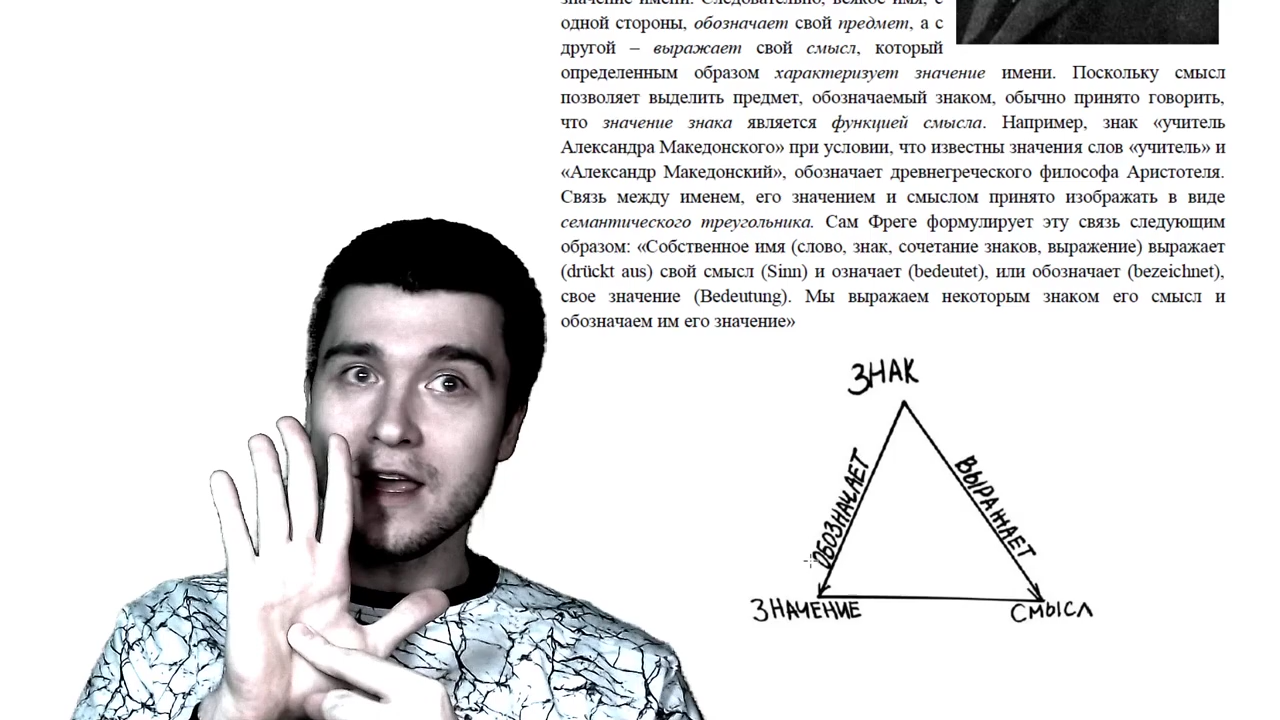 значение имени. Следовательно, всякое имя, с
одной стороны, обозначает свой предмет, а с
другой – выражает свой смысл, который
определенным образом характеризует значение имени. Поскольку смысл
позволяет выделить предмет, обозначаемый знаком, обычно принято говорить,
что значение знака является функцией смысла. Например, знак «учитель
Александра Македонского» при условии, что известны значения слов «учитель» и
«Александр Македонский», обозначает древнегреческого философа Аристотеля.
Связь между именем, его значением и смыслом принято изображать в виде
семантического треугольника. Сам Фреге формулирует эту связь следующим
образом: «Собственное имя (слово, знак, сочетание знаков, выражение) выражает
(drückt aus) свой смысл (Sinn) и означает (bedeutet), или обозначает (bezeichnet),
свое значение (Bedeutung). Мы выражаем некоторым знаком его смысл и
обозначаем им его значение»
ЗНАК
ОБОЗНАЧАЕТ
ВЫРАЖАЕТ
ЗНАЧЕНИЕ
СМЫСЛ